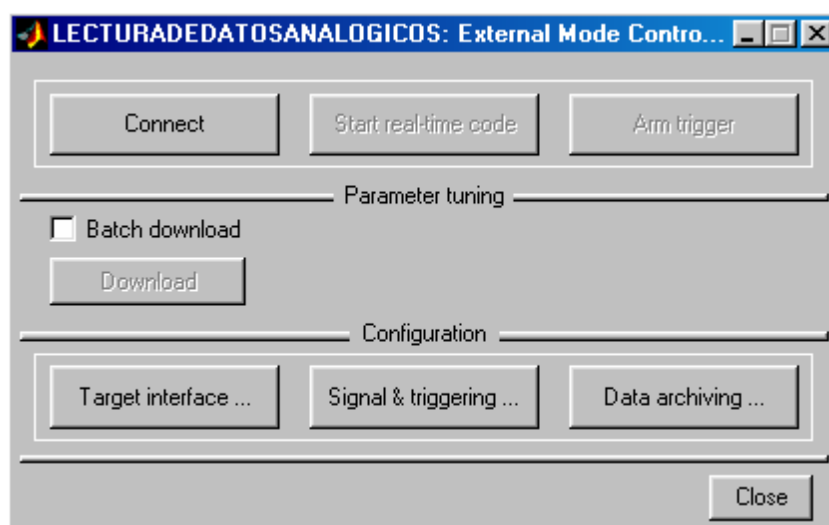 LECTURADEDATOSANALOGICOS: External Mode Contro...
Connect Start real-time code Arm trigger
Parameter tuning
Batch download
Download
Configuration
Target interface ... Signal & triggering ... Data archiving ...
Close